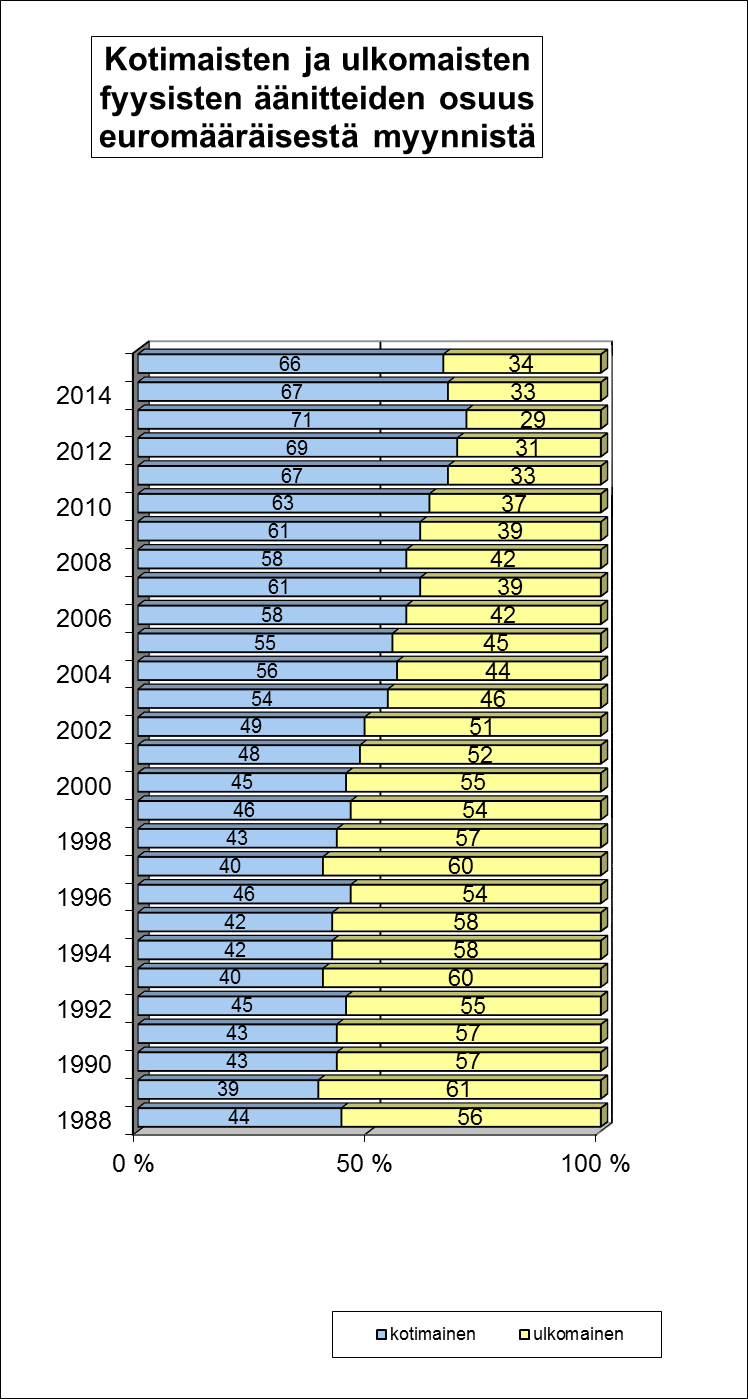 Kotimaisten ja ulkomaisten
fyysisten äänitteiden osuus
euromääräisestä myynnistä
66 34
2014 67 33
71 29
2012 69 31
67 33
2010 63 37
61 39
2008 58 42
61 39
2006 58 42
55 45
2004 56 44
54 46
2002 49 51
48 52
2000 45 55
46 54
1998 43 57
40 60
1996 46 54
42 58
1994 42 58
40 60
1992 45 55
43 57
1990 43 57
39 61
1988 44 56
0 % 50 % 100 %
kotimainen ulkomainen